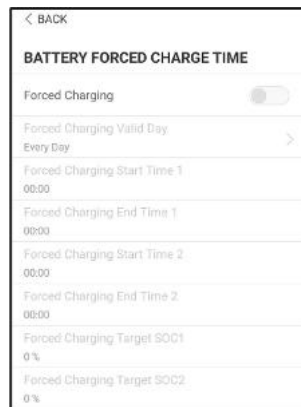 < BACK
BATTERY FORCED CHARGE TIME
Forced Charging
Forced Charging Valid Day
Every Day
Forced Charging Start Time 1
00:00
Forced Charging End Time 1
00:00
Forced Charging Start Time 2
00:00
Forced Charging End Time 2
00:00
Forced Charging Target SOC1
0 %
Forced Charging Target SOC2
0 %